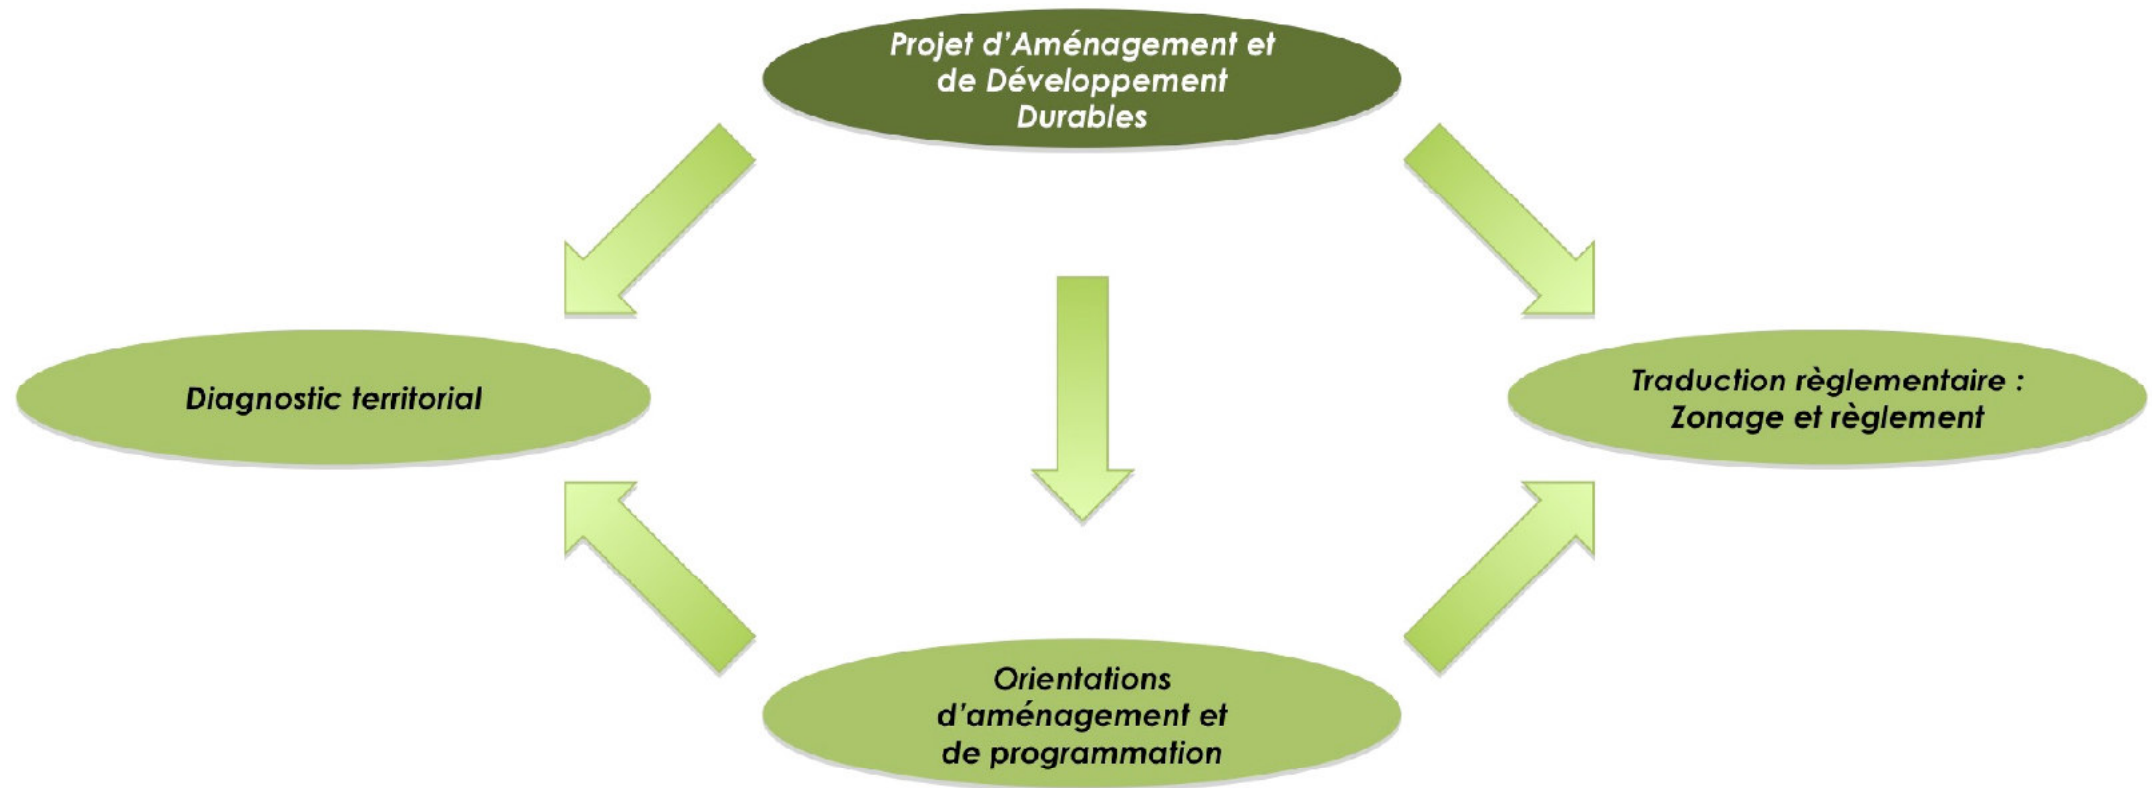 Projet d'Aménagement et
de Développement
Durables
Diagnostic territorial
Traduction règlementaire :
Zonage et règlement
Orientations
d'aménagement et
de programmation